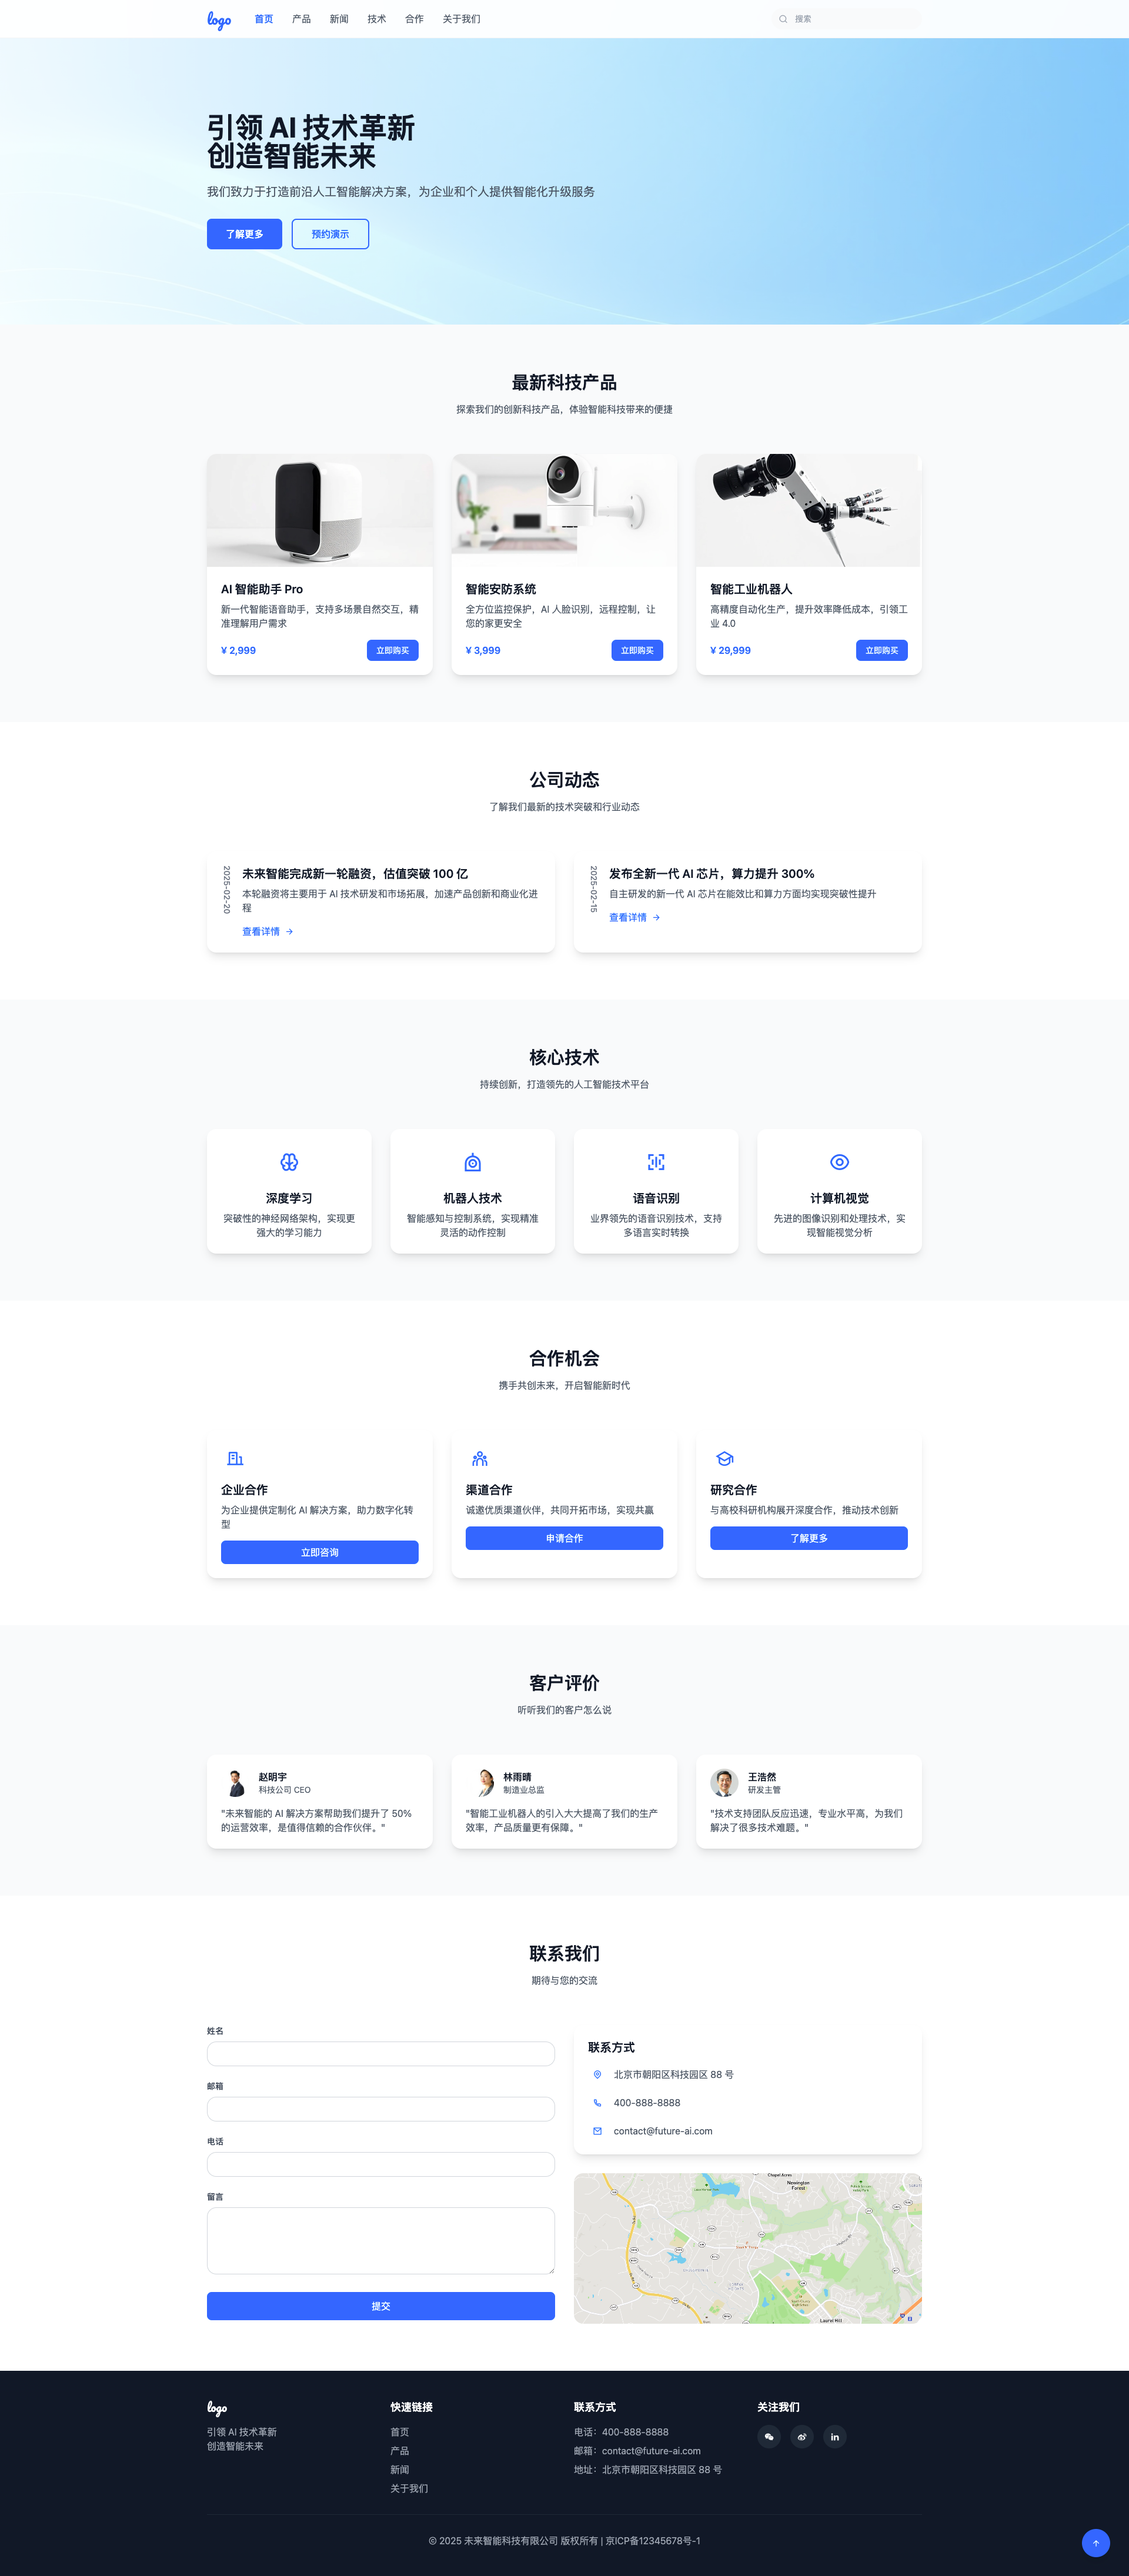 logo 首页 产品 新闻 技术 合作 关于我们 搜索
引领 AI 技术革新
创造智能未来
我们致力于打造前沿人工智能解决方案，为企业和个人提供智能化升级服务
了解更多 预约演示
最新科技产品
探索我们的创新科技产品，体验智能科技带来的便捷
AI 智能助手 Pro
新一代智能语音助手，支持多场景自然交互，精
准理解用户需求
¥ 2,999 立即购买
智能安防系统
全方位监控保护，AI 人脸识别，远程控制，让
您的家更安全
¥ 3,999 立即购买
智能工业机器人
高精度自动化生产，提升效率降低成本，引领工
业 4.0
¥ 29,999 立即购买
公司动态
了解我们最新的技术突破和行业动态
2025-02-20
未来智能完成新一轮融资，估值突破 100 亿
本轮融资将主要用于 AI 技术研发和市场拓展，加速产品创新和商业化进
程
查看详情
2025-02-15
发布全新一代 AI 芯片，算力提升 300%
自主研发的新一代 AI 芯片在能效比和算力方面均实现突破性提升
查看详情
核心技术
持续创新，打造领先的人工智能技术平台
深度学习
突破性的神经网络架构，实现更
强大的学习能力
机器人技术
智能感知与控制系统，实现精准
灵活的动作控制
语音识别
业界领先的语音识别技术，支持
多语言实时转换
计算机视觉
先进的图像识别和处理技术，实
现智能视觉分析
合作机会
携手共创未来，开启智能新时代
企业合作
为企业提供定制化 AI 解决方案，助力数字化转
型
立即咨询
渠道合作
诚邀优质渠道伙伴，共同开拓市场，实现共赢
申请合作
研究合作
与高校科研机构展开深度合作，推动技术创新
了解更多
客户评价
听听我们的客户怎么说
赵明宇
科技公司 CEO
"未来智能的 AI 解决方案帮助我们提升了 50%
的运营效率，是值得信赖的合作伙伴。"
林雨晴
制造业总监
"智能工业机器人的引入大大提高了我们的生产
效率，产品质量更有保障。"
王浩然
研发主管
"技术支持团队反应迅速，专业水平高，为我们
解决了很多技术难题。"
联系我们
期待与您的交流
姓名
邮箱
电话
留言
提交
联系方式
北京市朝阳区科技园区 88 号
400-888-8888
contact@future-ai.com
Newington
Forest
Laurel Hill
logo
引领 AI 技术革新
创造智能未来
快速链接
首页
产品
新闻
关于我们
联系方式
电话：400-888-8888
邮箱：contact@future-ai.com
地址：北京市朝阳区科技园区 88 号
关注我们
© 2025 未来智能科技有限公司 版权所有 | 京ICP备12345678号-1